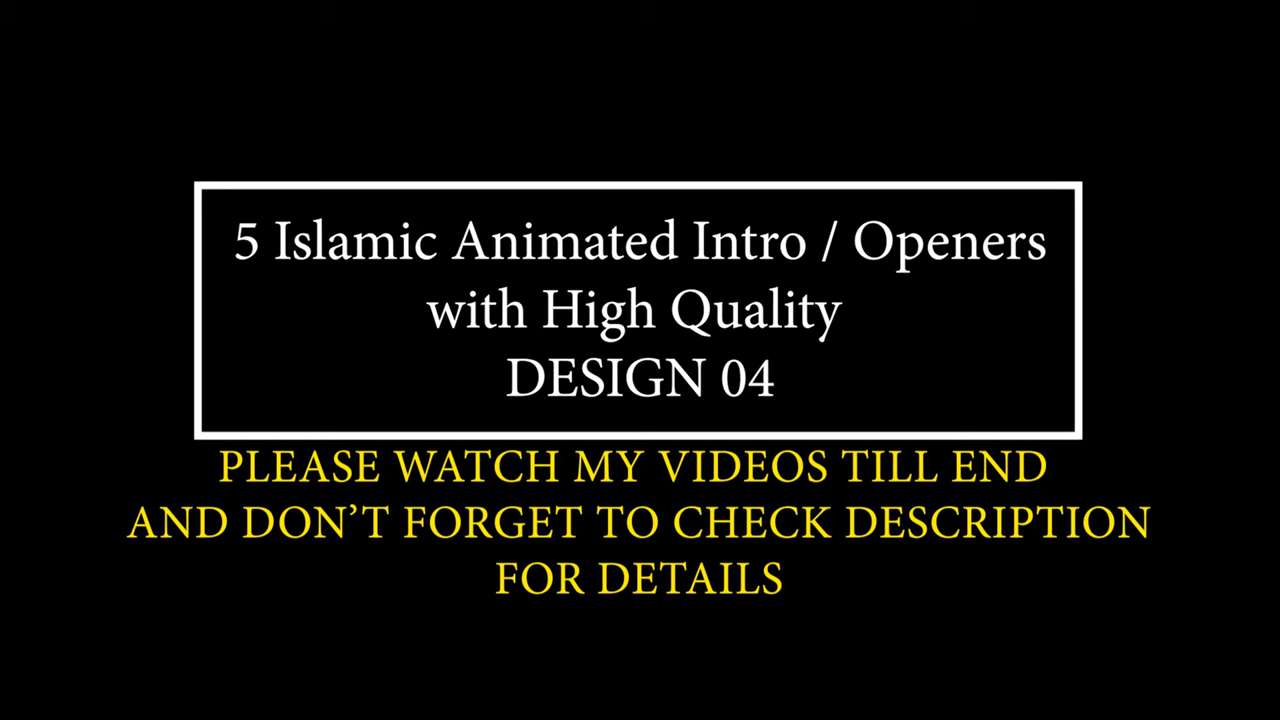 5 Islamic Animated Intro / Openers
with High Quality
DESIGN 04
PLEASE WATCH MY VIDEOS TILL END
AND DON’T FORGET TO CHECK DESCRIPTION
FOR DETAILS